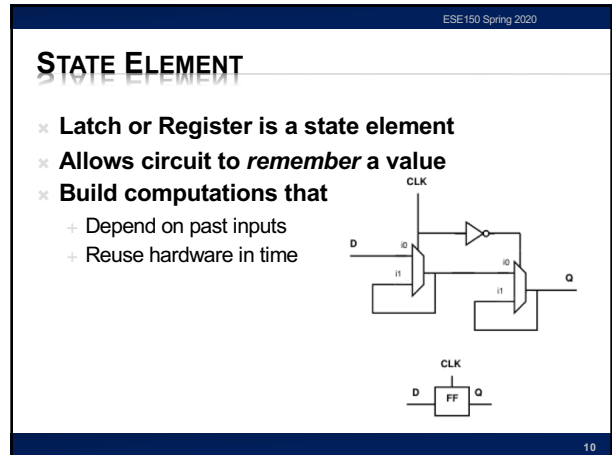 ESE150 Spring 2020
STATE ELEMENT
× Latch or Register is a state element
× Allows circuit to remember a value
× Build computations that
+ Depend on past inputs
+ Reuse hardware in time
CLK
D
i0
i1
i0
i1
Q
CLK
D FF Q
10